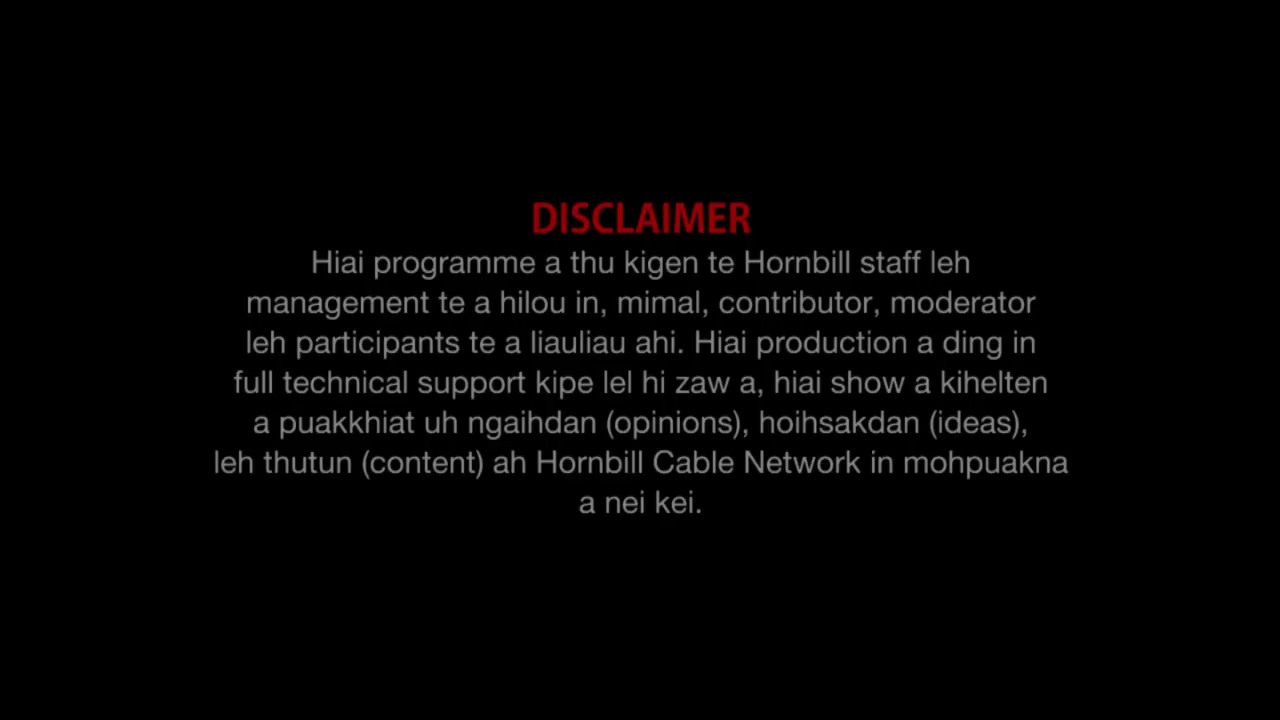 DISCLAIMER
Hiai programme a thu kigen te Hornbill staff leh
management te a hilou in, mimal, contributor, moderator
leh participants te a liauliau ahi. Hiai production a ding in
full technical support kipe lel hi zaw a, hiai show a kihelten
a puakkhiat uh ngaihdan (opinions), hoihsakdan (ideas),
leh thutun (content) ah Hornbill Cable Network in mohpuakna
a nei kei.